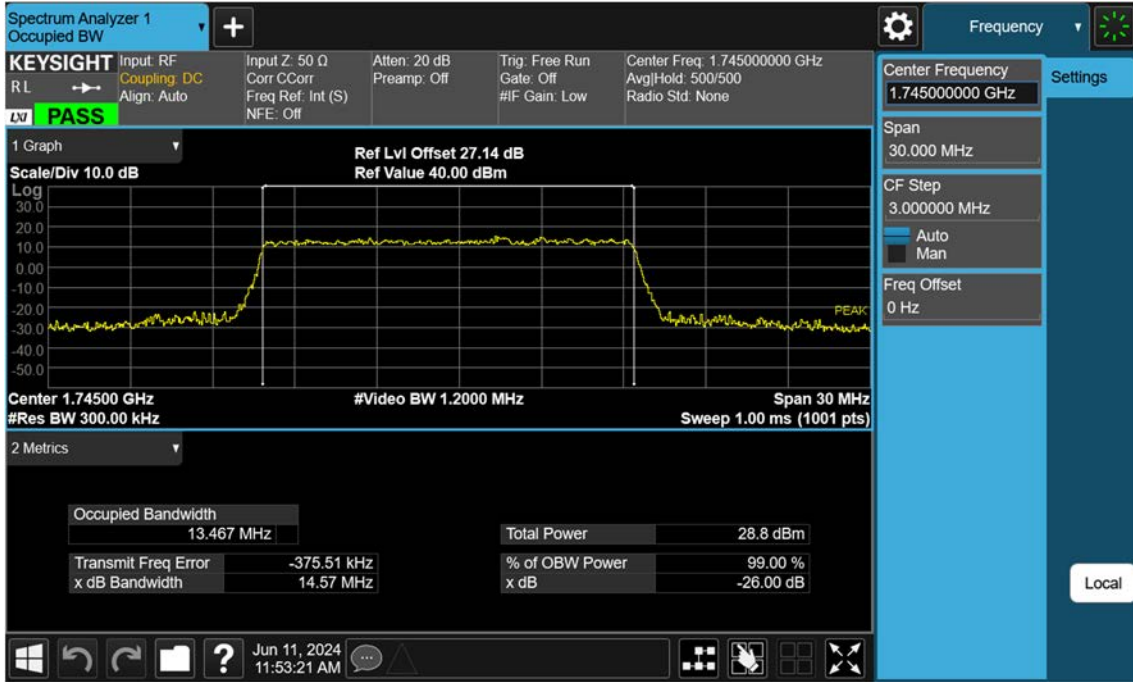 Spectrum Analyzer 1
Occupied BW
+
Frequency
KEYSIGHT
RL
LXI PASS
Input: RF
Coupling: DC
Align: Auto
Input Z: 50 Ω
Corr CCorr
Freq Ref: Int (S)
NFE: Off
Atten: 20 dB
Preamp: Off
Trig: Free Run
Gate: Off
#IF Gain: Low
Center Freq: 1.745000000 GHz
Avg|Hold: 500/500
Radio Std: None
Center Frequency
1.745000000 GHz
Settings
Span
30.000 MHz
CF Step
3.000000 MHz
Auto
Man
Freq Offset
0 Hz
1 Graph
Scale/Div 10.0 dB
Ref Lvl Offset 27.14 dB
Ref Value 40.00 dBm
Log
30.0
20.0
10.0
0.00
-10.0
-20.0
-30.0
-40.0
-50.0
PEAK
Center 1.74500 GHz
#Res BW 300.00 kHz
#Video BW 1.2000 MHz
Span 30 MHz
Sweep 1.00 ms (1001 pts)
2 Metrics
Occupied Bandwidth
13.467 MHz
Total Power 28.8 dBm
Transmit Freq Error -375.51 kHz
% of OBW Power 99.00 %
x dB Bandwidth 14.57 MHz
x dB -26.00 dB
Local
?
Jun 11, 2024
11:53:21 AM